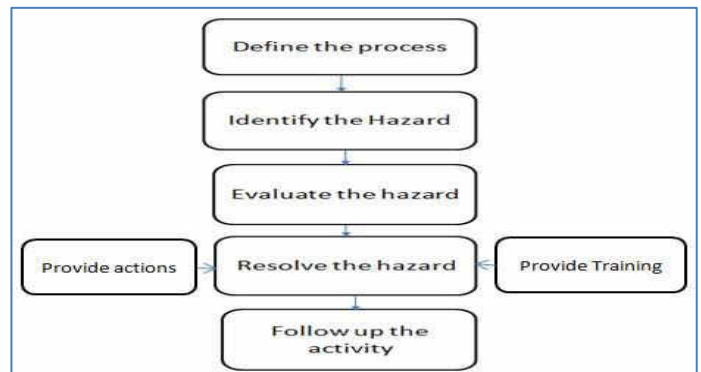 Define the process
Identify the Hazard
Evaluate the hazard
Provide actions
Resolve the hazard
Provide Training
Follow up the
activity